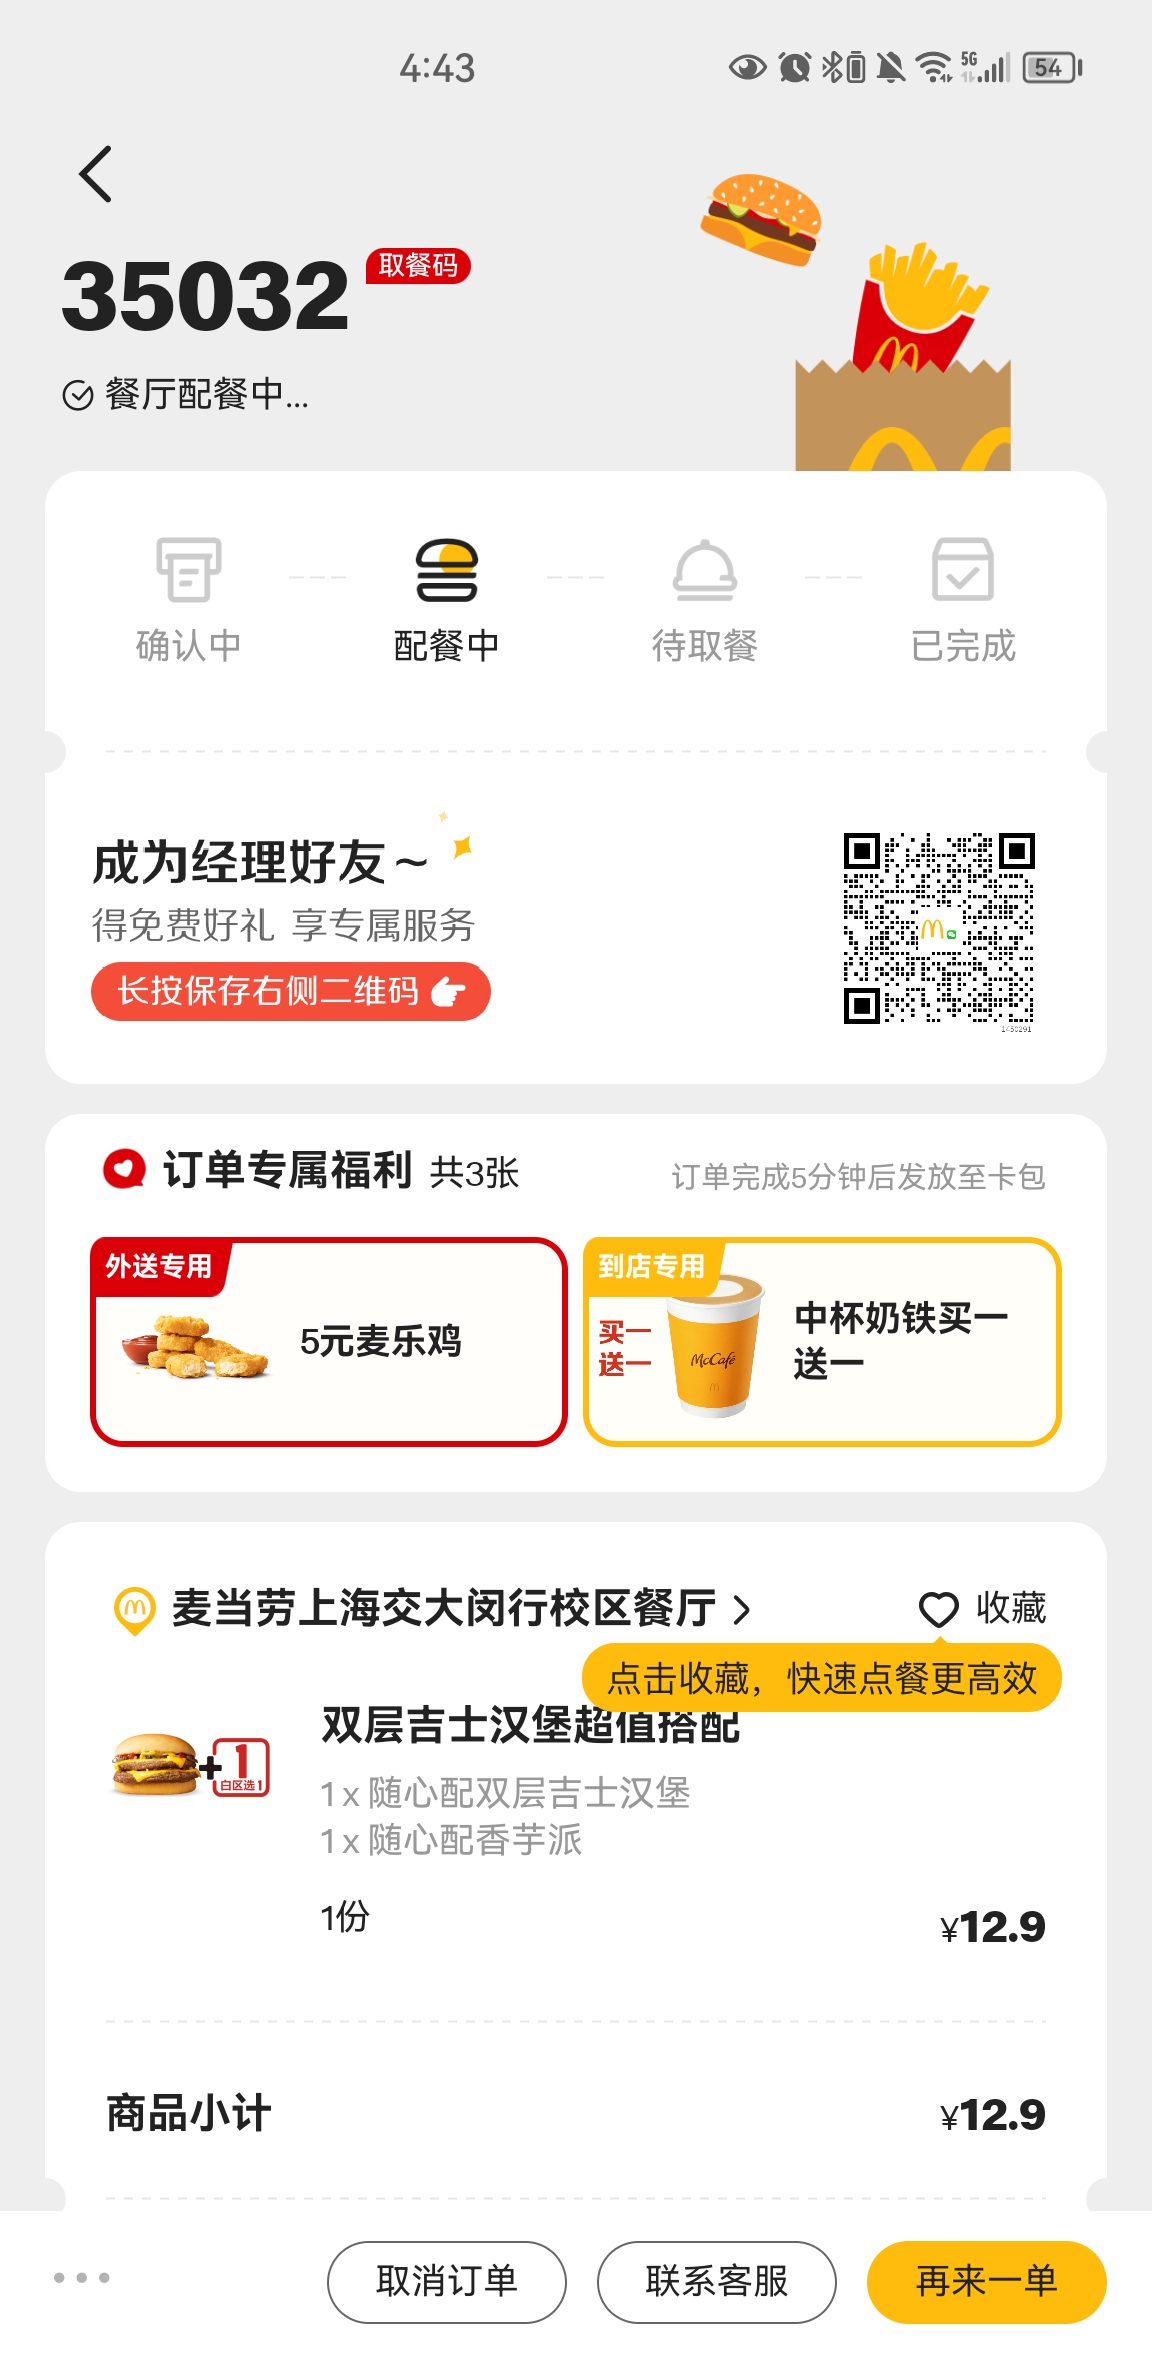 4:43
5G
54
35032
取餐码
餐厅配餐中...
确认中
配餐中
待取餐
已完成
成为经理好友~
得免费好礼 享专属服务
长按保存右侧二维码
1450291
订单专属福利 共3张
订单完成5分钟后发放至卡包
外送专用
5元麦乐鸡
到店专用
买一
送一
McCafé
中杯奶铁买一
送一
麦当劳上海交大闵行校区餐厅
收藏
点击收藏，快速点餐更高效
双层吉士汉堡超值搭配
+1
白区选1
1 x 随心配双层吉士汉堡
1 x 随心配香芋派
1份
¥12.9
商品小计
¥12.9
取消订单
联系客服
再来一单